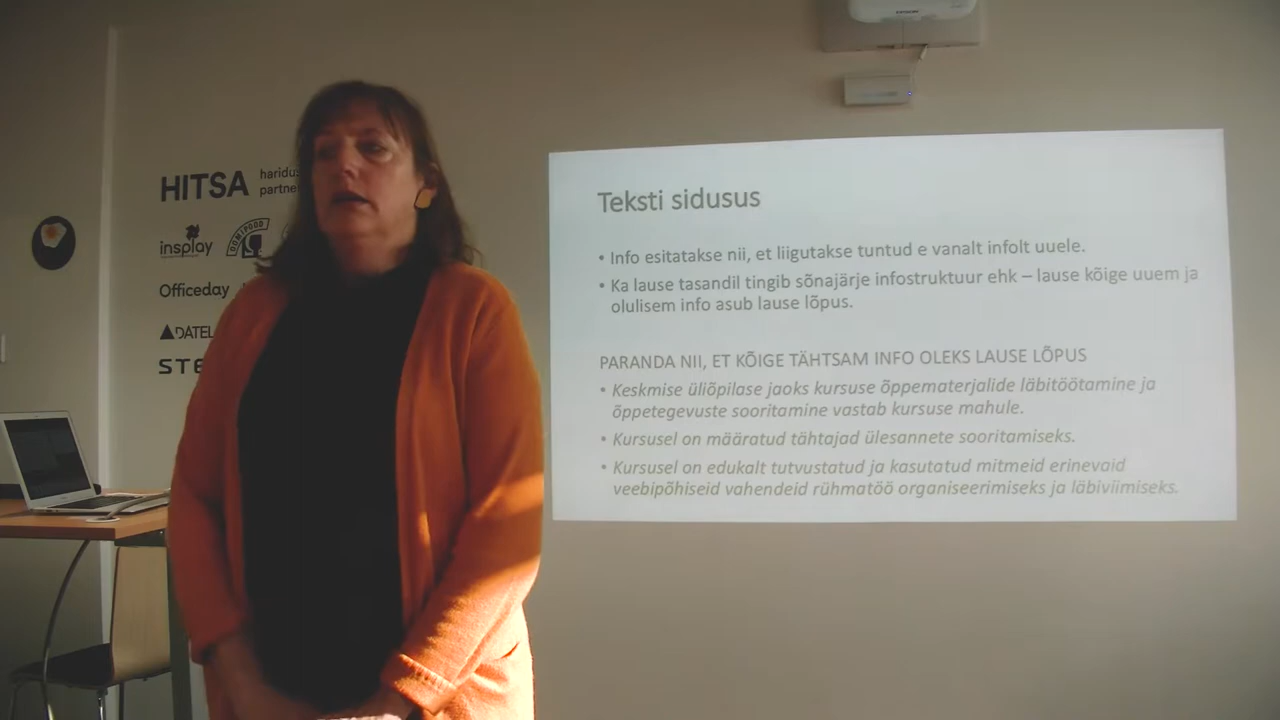 HITSA
haridu
partne
insplay
OOMIPOOD
Officeday
DATEL
STE
Teksti sidusus
• Info esitatakse nii, et liigutakse tuntud e vanalt infolt uuele.
• Ka lause tasandil tingib sõnajärje infostruktuur ehk – lause kõige uuem ja
olulisem info asub lause lõpus.
PARANDA NII, ET KÕIGE TÄHTSAM INFO OLEKS LAUSE LÕPUS
• Keskmise üliõpilase jaoks kursuse õppematerjalide läbitöötamine ja
õppetegevuste sooritamine vastab kursuse mahule.
• Kursusel on määratud tähtajad ülesannete sooritamiseks.
• Kursusel on edukalt tutvustatud ja kasutatud mitmeid erinevaid
veebipõhiseid vahendeid rühmatöö organiseerimiseks ja läbiviimiseks.